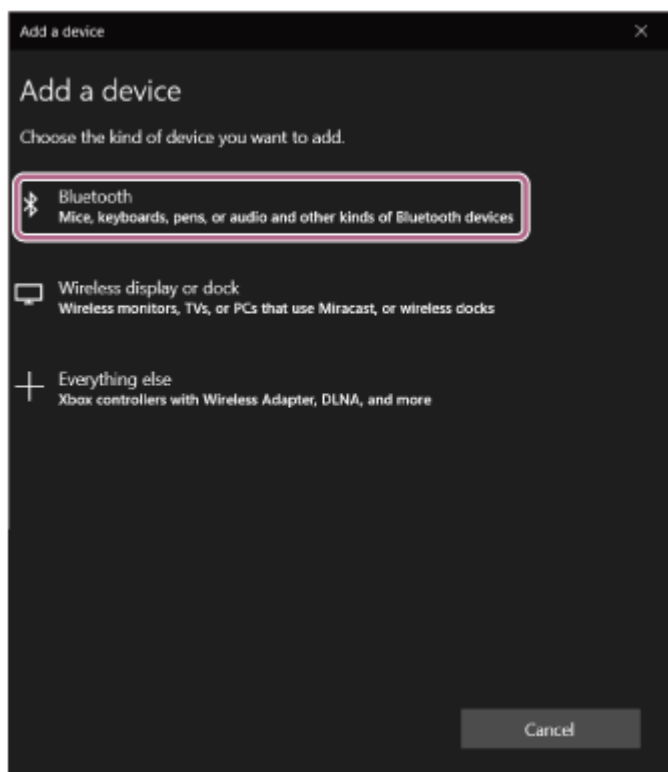 Add a device
Add a device
Choose the kind of device you want to add.
Bluetooth
Mice, keyboards, pens, or audio and other kinds of Bluetooth devices
Wireless display or dock
Wireless monitors, TVs, or PCs that use Miracast, or wireless docks
Everything else
Xbox controllers with Wireless Adapter, DLNA, and more
Cancel